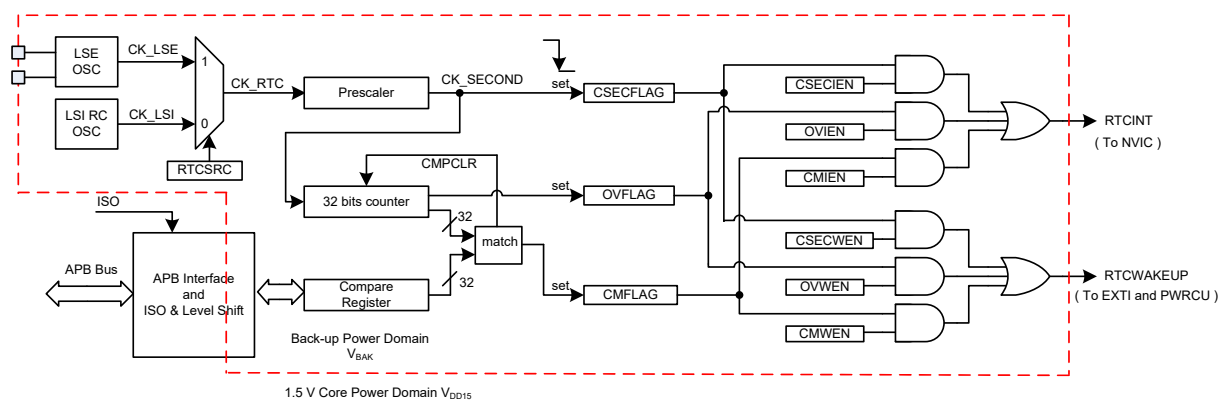 LSE
OSC
CK_LSE
1
CK_RTC
Prescaler
CK_SECOND
set
CSECFLAG
CSECIEN
LSI RC
OSC
CK_LSI
0
RTCSRC
OVIEN
RTCINT
( To NVIC )
CMPCLR
CMIEN
32 bits counter
set
OVFLAG
ISO
32
match
CSECWEN
APB Bus
APB Interface
and
ISO & Level Shift
Compare
Register
32
set
CMFLAG
OVWEN
RTCWAKEUP
( To EXTI and PWRCU )
CMWEN
Back-up Power Domain
VBAK
1.5 V Core Power Domain VDD15